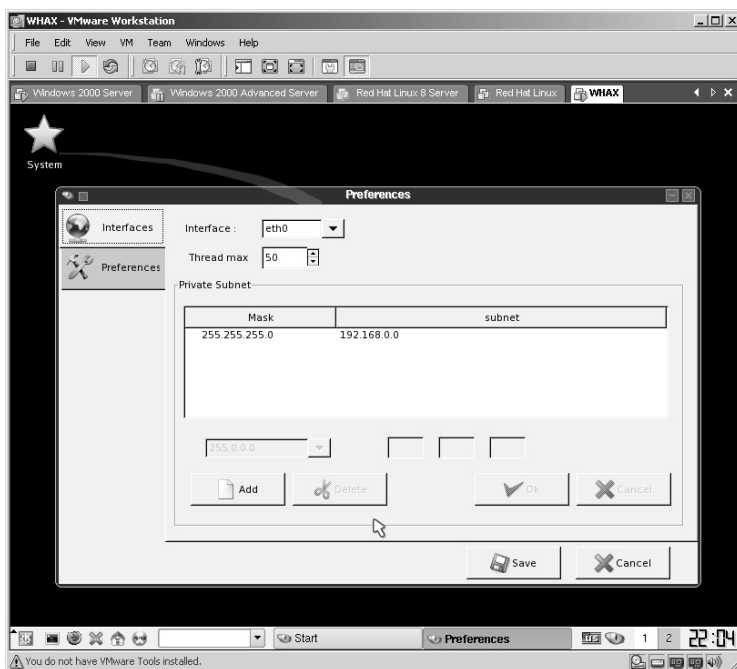 WHAX - VMware Workstation
File Edit View VM Team Windows Help
Windows 2000 Server Windows 2000 Advanced Server Red Hat Linux 8 Server Red Hat Linux WHAX
System
Preferences
Interfaces
Preferences
Interface : eth0
Thread max 50
Private Subnet
Mask subnet
255.255.255.0 192.168.0.0
255.0.0.0
Add Delete Ok Cancel
Save Cancel
Start Preferences 1 2 22:04
You do not have VMware Tools installed.